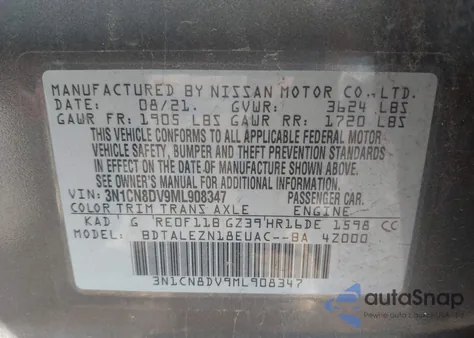 MANUFACTURED BY NISSAN MOTOR CO.,LTD.
DATE: 08/21. GVWR: 3624 LBS
GAWR FR: 1905 LBS GAWR RR: 1720 LBS
THIS VEHICLE CONFORMS TO ALL APPLICABLE FEDERAL MOTOR
VEHICLE SAFETY, BUMPER AND THEFT PREVENTION STANDARDS
IN EFFECT ON THE DATE OF MANUFACTURE SHOWN ABOVE.
SEE OWNER'S MANUAL FOR ADDITIONAL INFORMATION.
VIN: 3N1CN8DV9ML908347 PASSENGER CAR.
COLOR TRIM TRANS AXLE ENGINE
KAD G RE0F11B GZ39 HR16DE 1598 CC
MODEL: BDTALEZN18EUAC--BA 4Z000
3N1CN8DV9ML908347
autoSnap